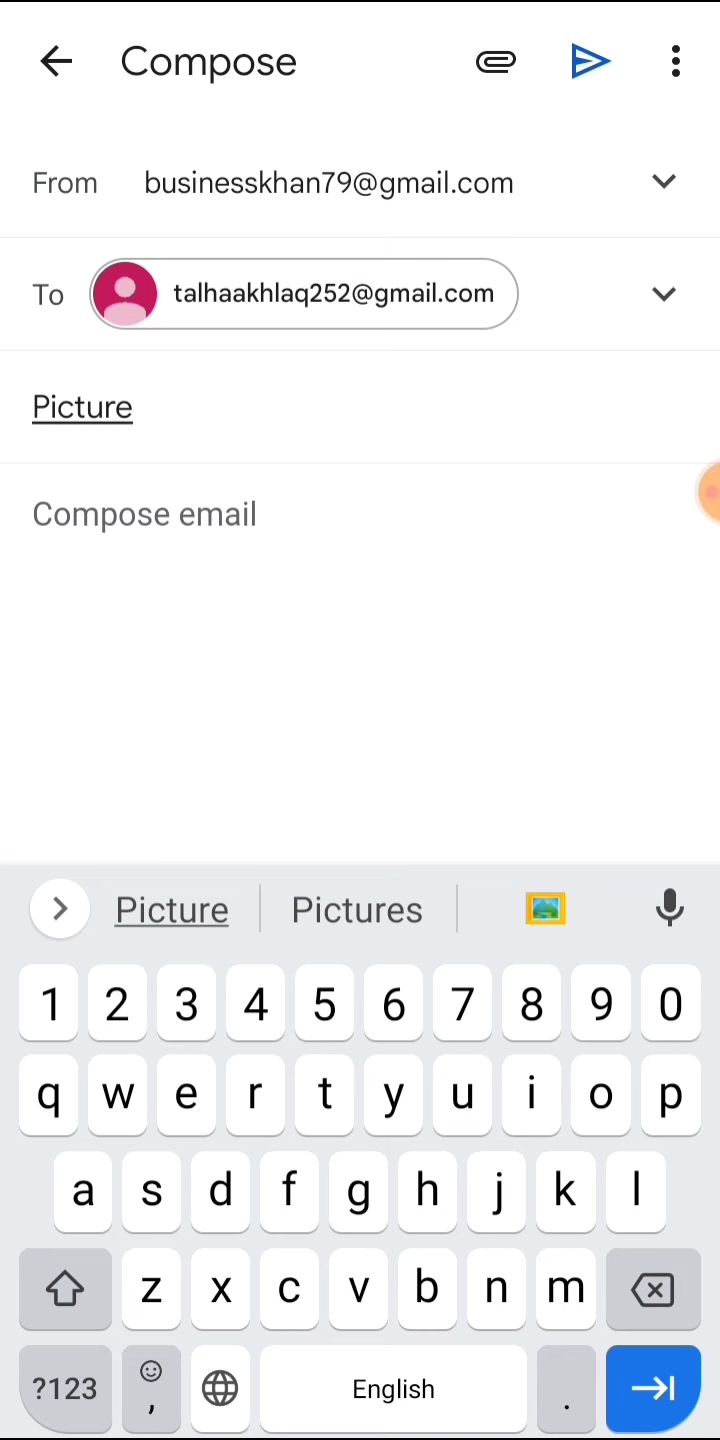 Compose
From businesskhan79@gmail.com
To talhaakhlaq252@gmail.com
Picture
Compose email
Picture Pictures
1 2 3 4 5 6 7 8 9 0
q w e r t y u i o p
a s d f g h j k l
z x c v b n m
?123 , English .